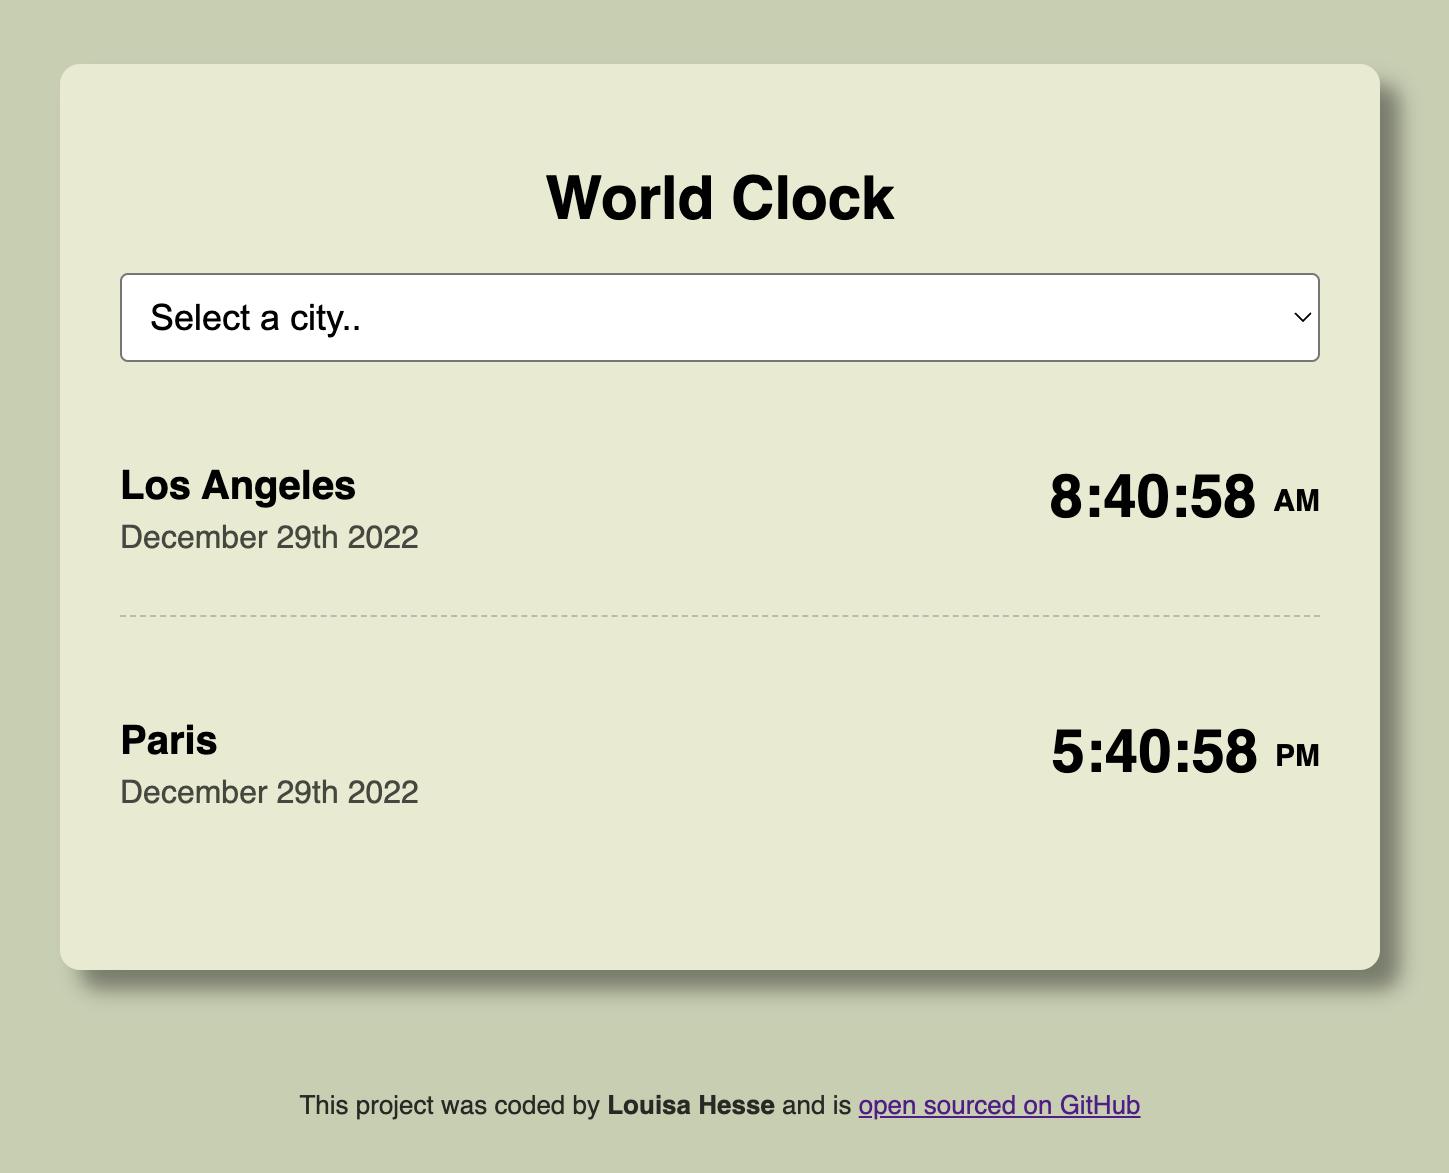 World Clock
Select a city..
Los Angeles
8:40:58 AM
December 29th 2022
Paris
5:40:58 PM
December 29th 2022
This project was coded by Louisa Hesse and is open sourced on GitHub